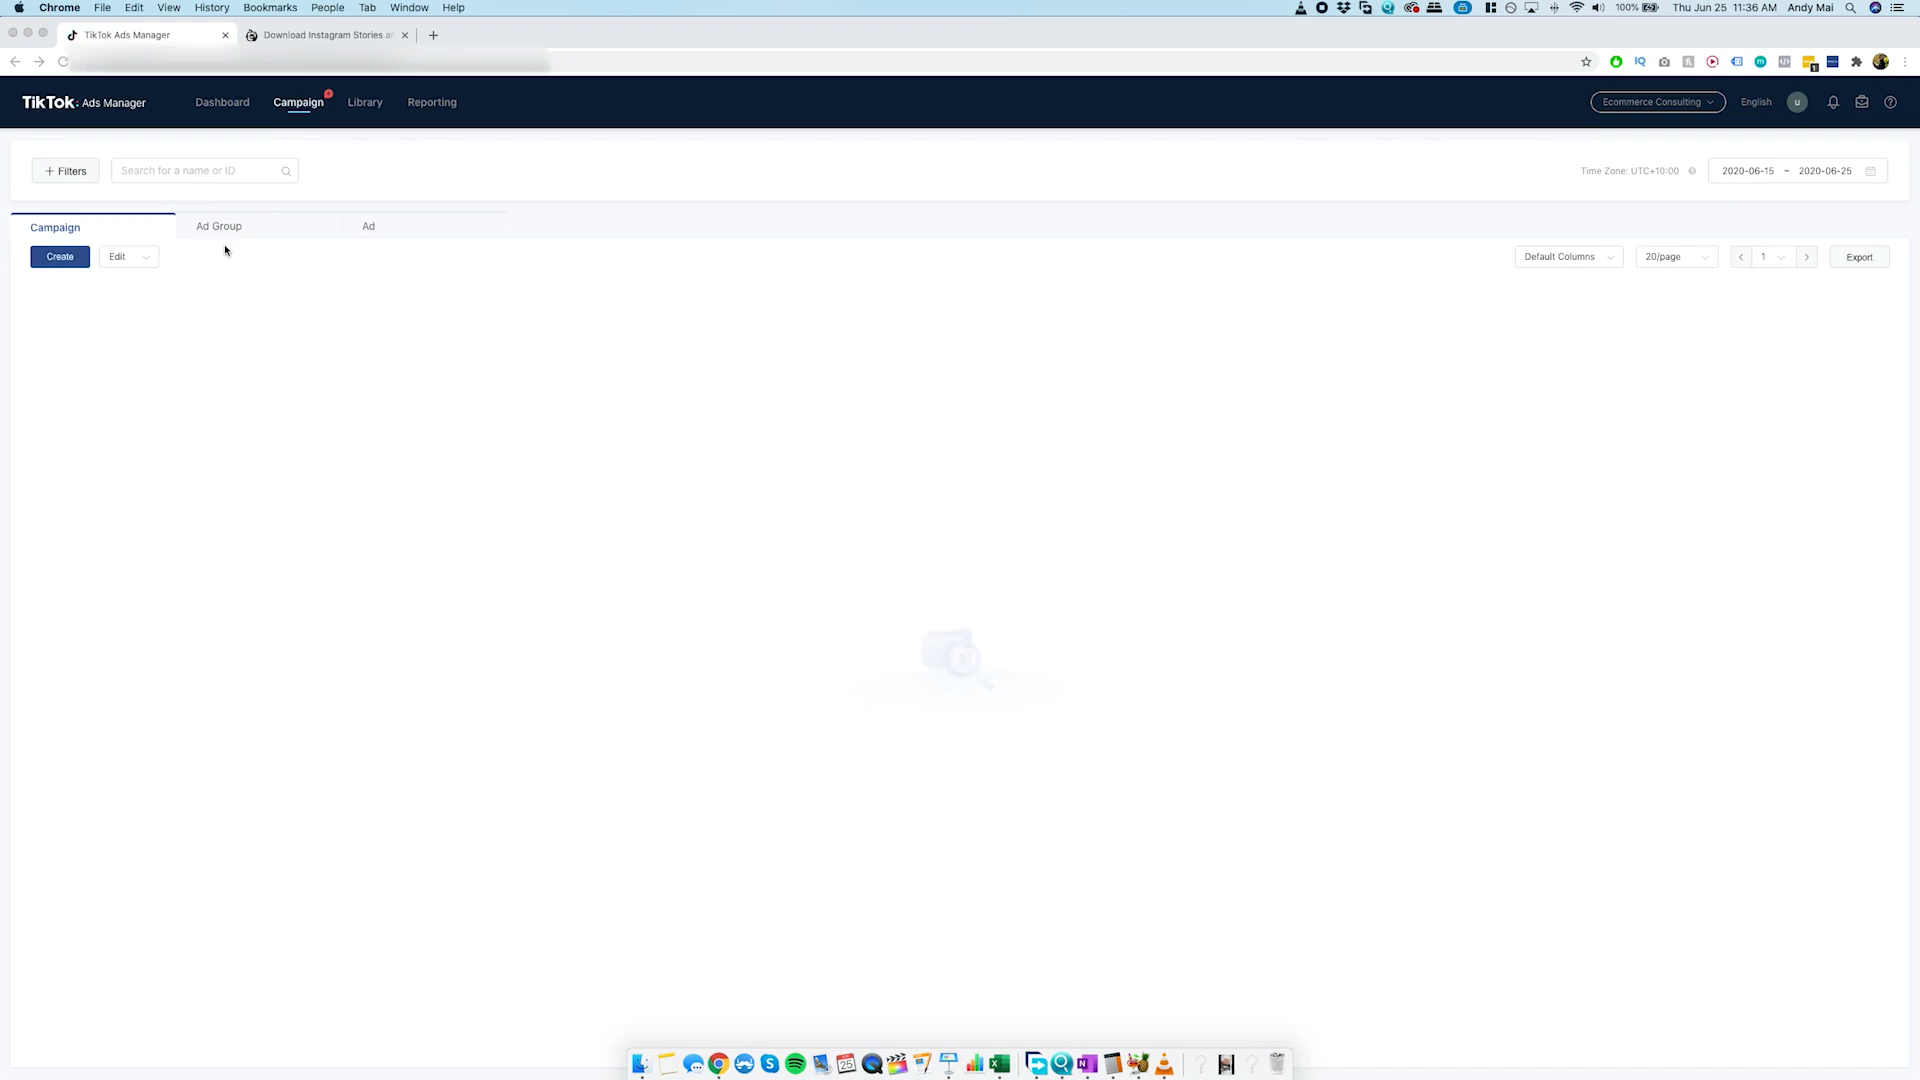 Chrome File Edit View History Bookmarks People Tab Window Help 100% Thu Jun 25 11:36 AM Andy Mai
TikTok Ads Manager Download Instagram Stories
TikTok: Ads Manager Dashboard Campaign Library Reporting Ecommerce Consulting English u
+ Filters Search for a name or ID Time Zone: UTC+10:00 2020-06-15 ~ 2020-06-25
Campaign Ad Group Ad
Create Edit Default Columns 20/page 1 Export